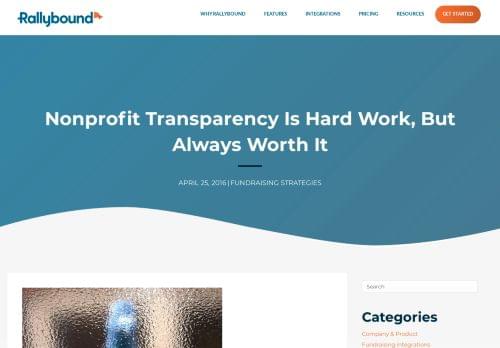 Rallybound
WHY RALLYBOUND
FEATURES
INTEGRATIONS
PRICING
RESOURCES
GET STARTED
Nonprofit Transparency Is Hard Work, But
Always Worth It
APRIL 25, 2016 | FUNDRAISING STRATEGIES
Search
Categories
Company & Product
Fundraising Integrations